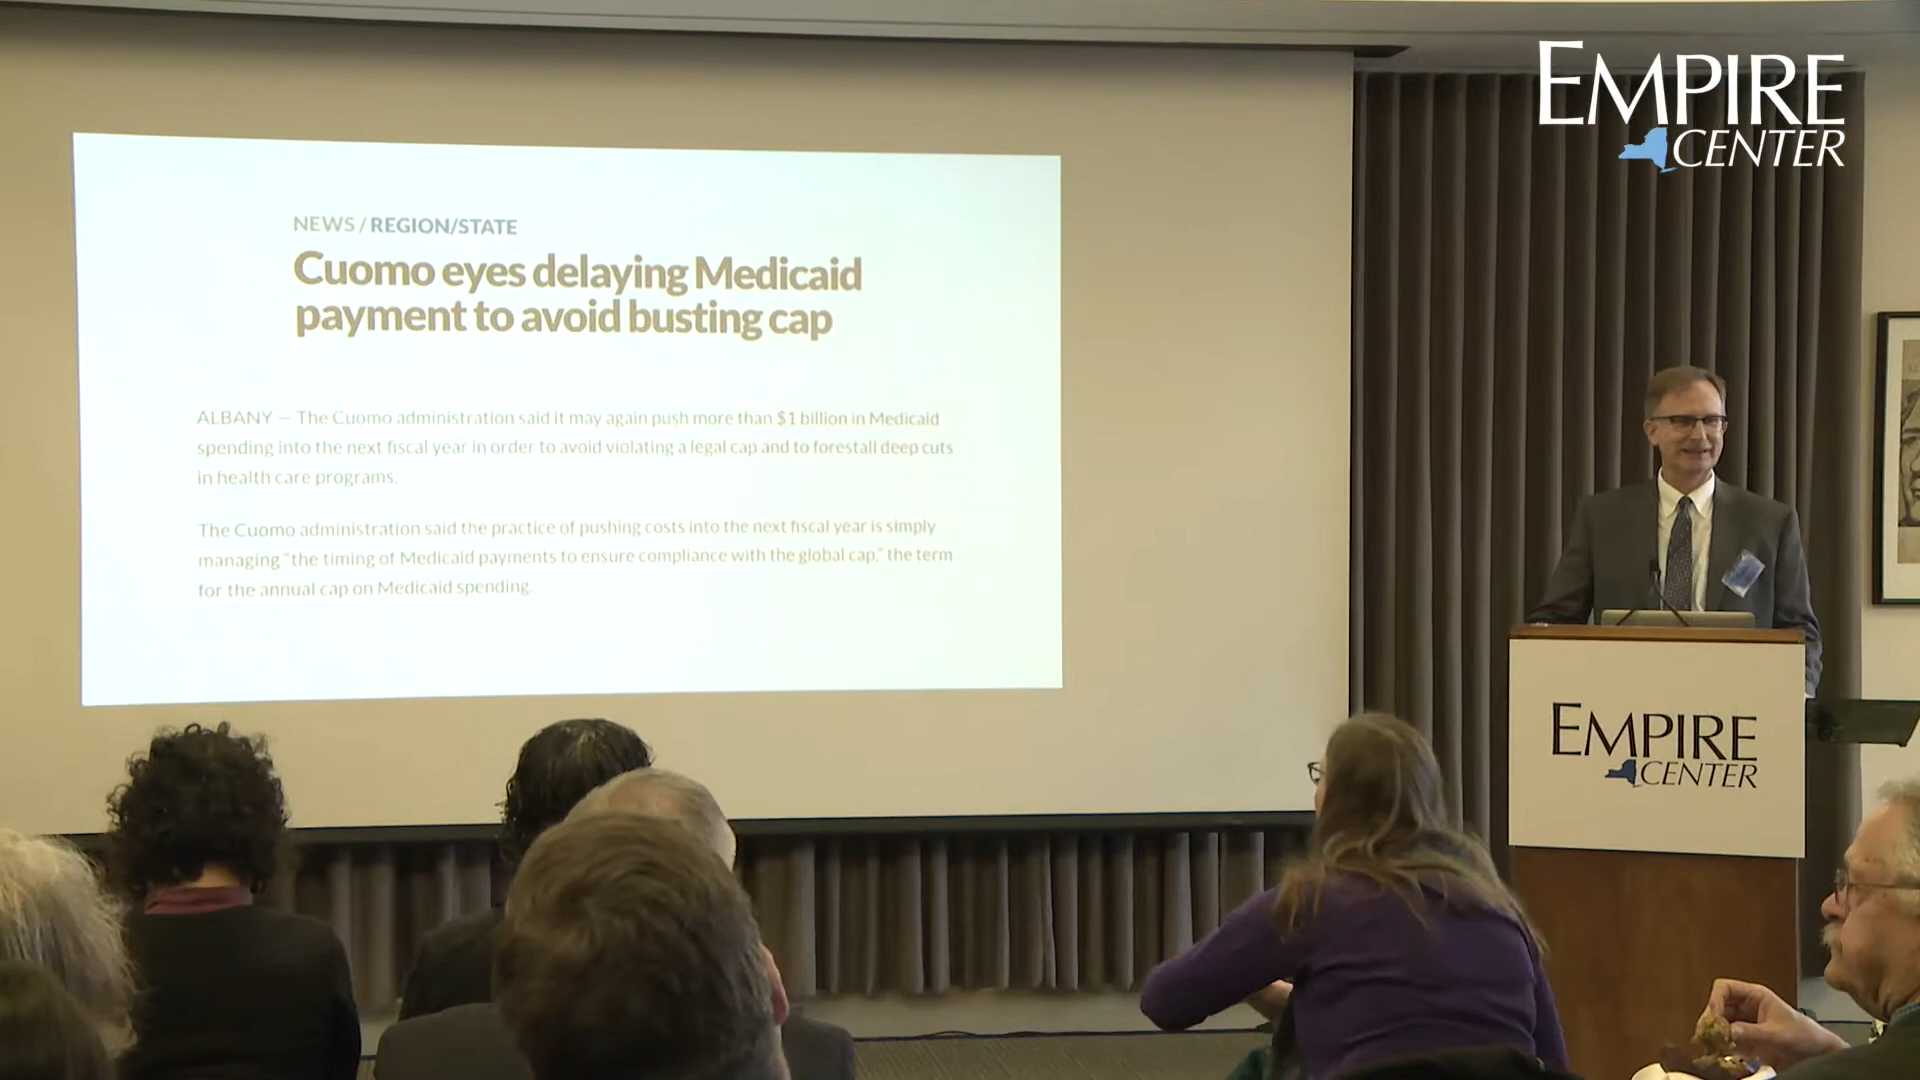 EMPIRE
CENTER
NEWS / REGION/STATE
Cuomo eyes delaying Medicaid
payment to avoid busting cap
ALBANY — The Cuomo administration said it may again push more than $1 billion in Medicaid
spending into the next fiscal year in order to avoid violating a legal cap and to forestall deep cuts
in health care programs.
The Cuomo administration said the practice of pushing costs into the next fiscal year is simply
managing "the timing of Medicaid payments to ensure compliance with the global cap," the term
for the annual cap on Medicaid spending.
EMPIRE
CENTER